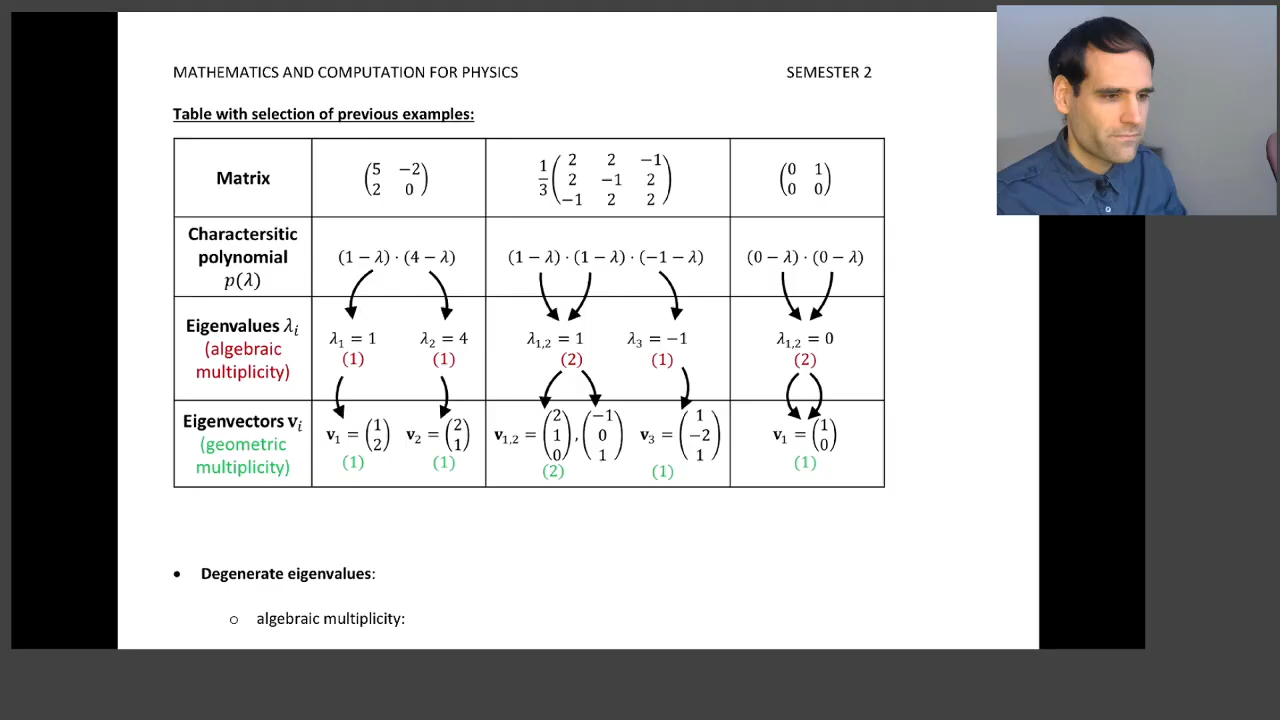 MATHEMATICS AND COMPUTATION FOR PHYSICS SEMESTER 2
Table with selection of previous examples:
Matrix
(5 −2
2 0)
1/3 (2 2 −1
2 −1 2
−1 2 2)
(0 1
0 0)
Charactersitic
polynomial
p(λ)
(1 − λ) · (4 − λ)
(1 − λ) · (1 − λ) · (−1 − λ)
(0 − λ) · (0 − λ)
Eigenvalues λᵢ
(algebraic
multiplicity)
λ₁ = 1 λ₂ = 4
(1) (1)
λ₁,₂ = 1 λ₃ = −1
(2) (1)
λ₁,₂ = 0
(2)
Eigenvectors vᵢ
(geometric
multiplicity)
v₁ = (1
2) v₂ = (2
1)
(1) (1)
v₁,₂ = (2
1
0), (−1
0
1) v₃ = (1
−2
1)
(2) (1)
v₁ = (1
0)
(1)
• Degenerate eigenvalues:
o algebraic multiplicity: